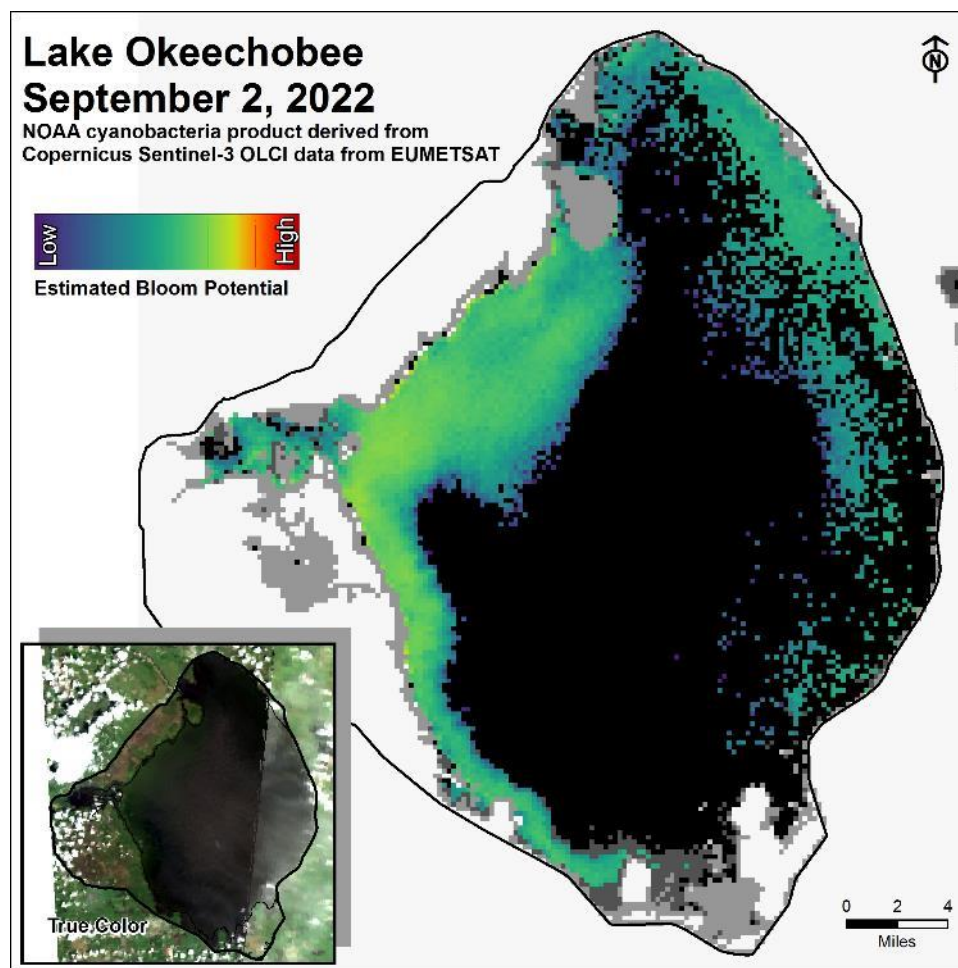 Lake Okeechobee
September 2, 2022
NOAA cyanobacteria product derived from
Copernicus Sentinel-3 OLCI data from EUMETSAT
N
Low
High
Estimated Bloom Potential
True Color
0 2 4
Miles